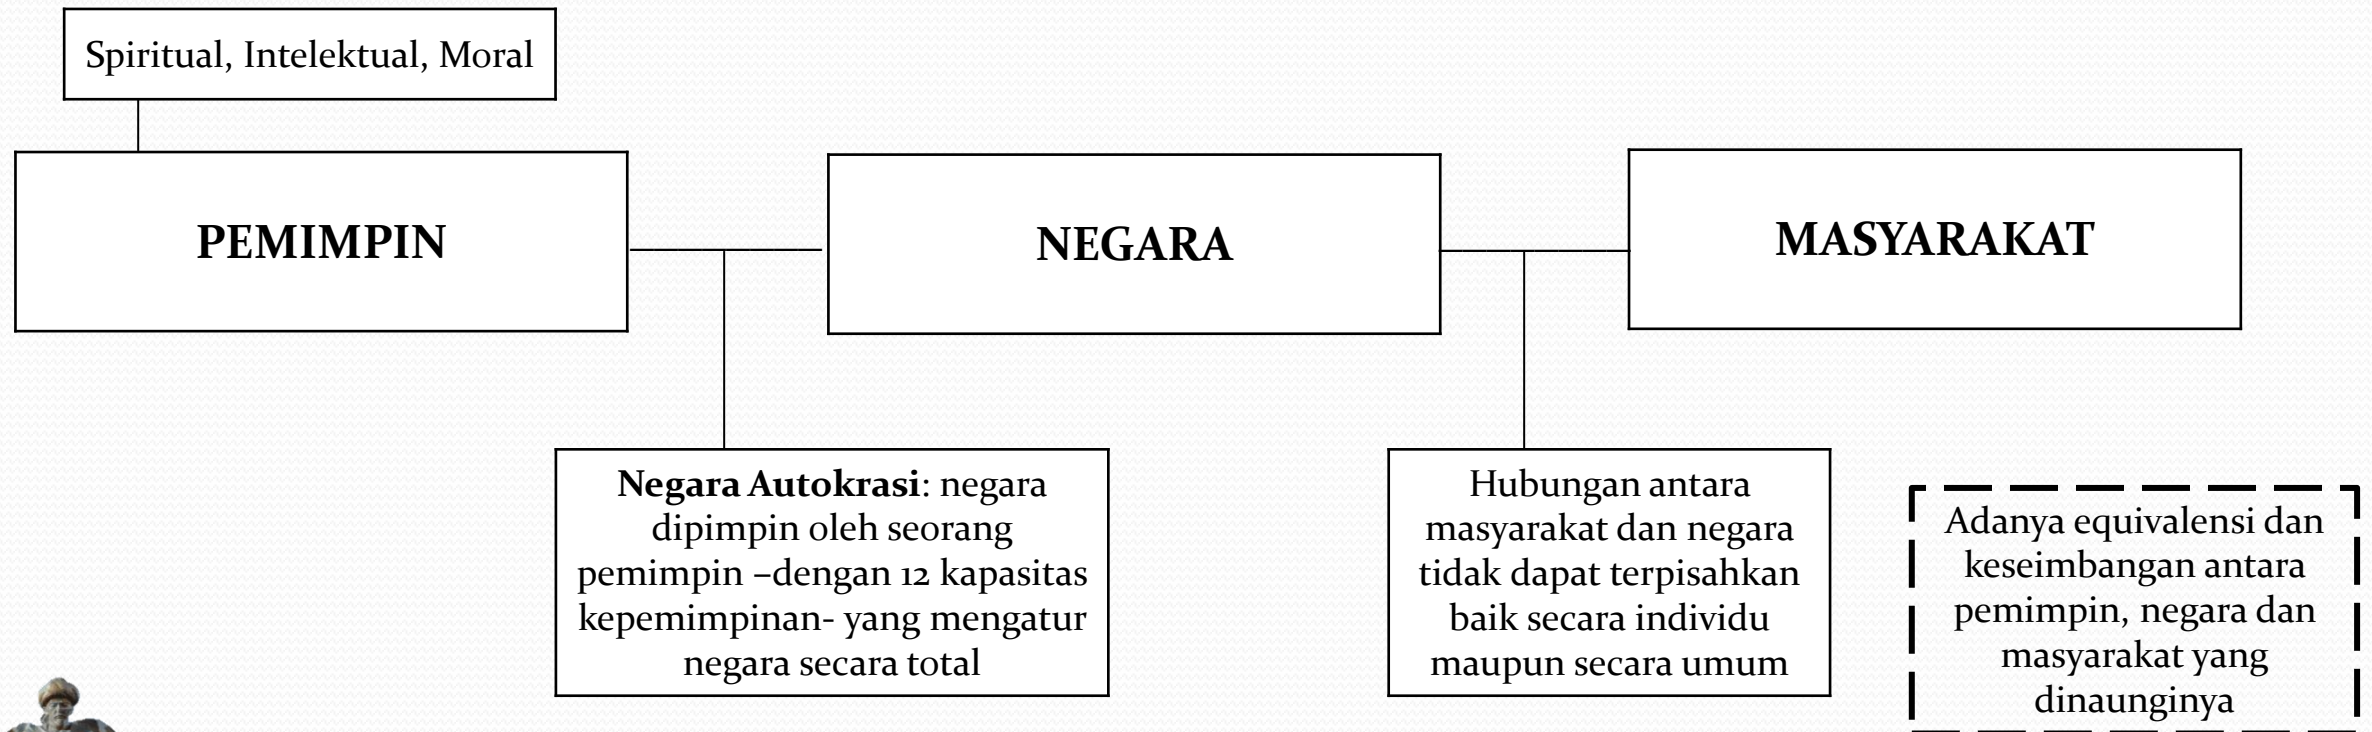 Spiritual, Intelektual, Moral
PEMIMPIN
NEGARA
MASYARAKAT
Negara Autokrasi: negara
dipimpin oleh seorang
pemimpin –dengan 12 kapasitas
kepemimpinan- yang mengatur
negara secara total
Hubungan antara
masyarakat dan negara
tidak dapat terpisahkan
baik secara individu
maupun secara umum
Adanya equivalensi dan
keseimbangan antara
pemimpin, negara dan
masyarakat yang
dinaunginya